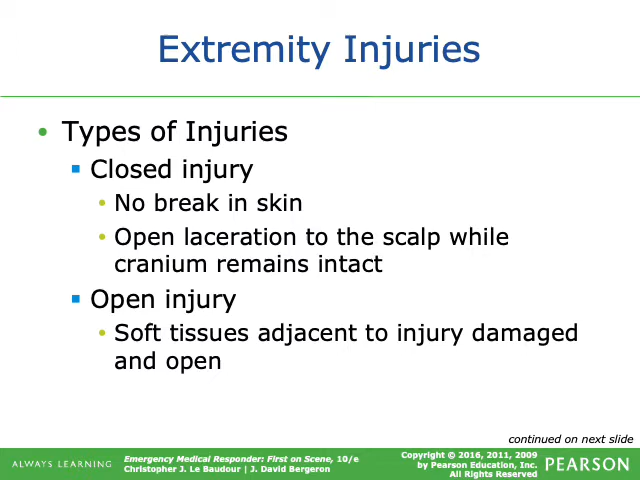 Extremity Injuries
• Types of Injuries
▪ Closed injury
• No break in skin
• Open laceration to the scalp while
cranium remains intact
▪ Open injury
• Soft tissues adjacent to injury damaged
and open
continued on next slide
ALWAYS LEARNING
Emergency Medical Responder: First on Scene, 10/e
Christopher J. Le Baudour | J. David Bergeron
Copyright © 2016, 2011, 2009
by Pearson Education, Inc.
All Rights Reserved
PEARSON